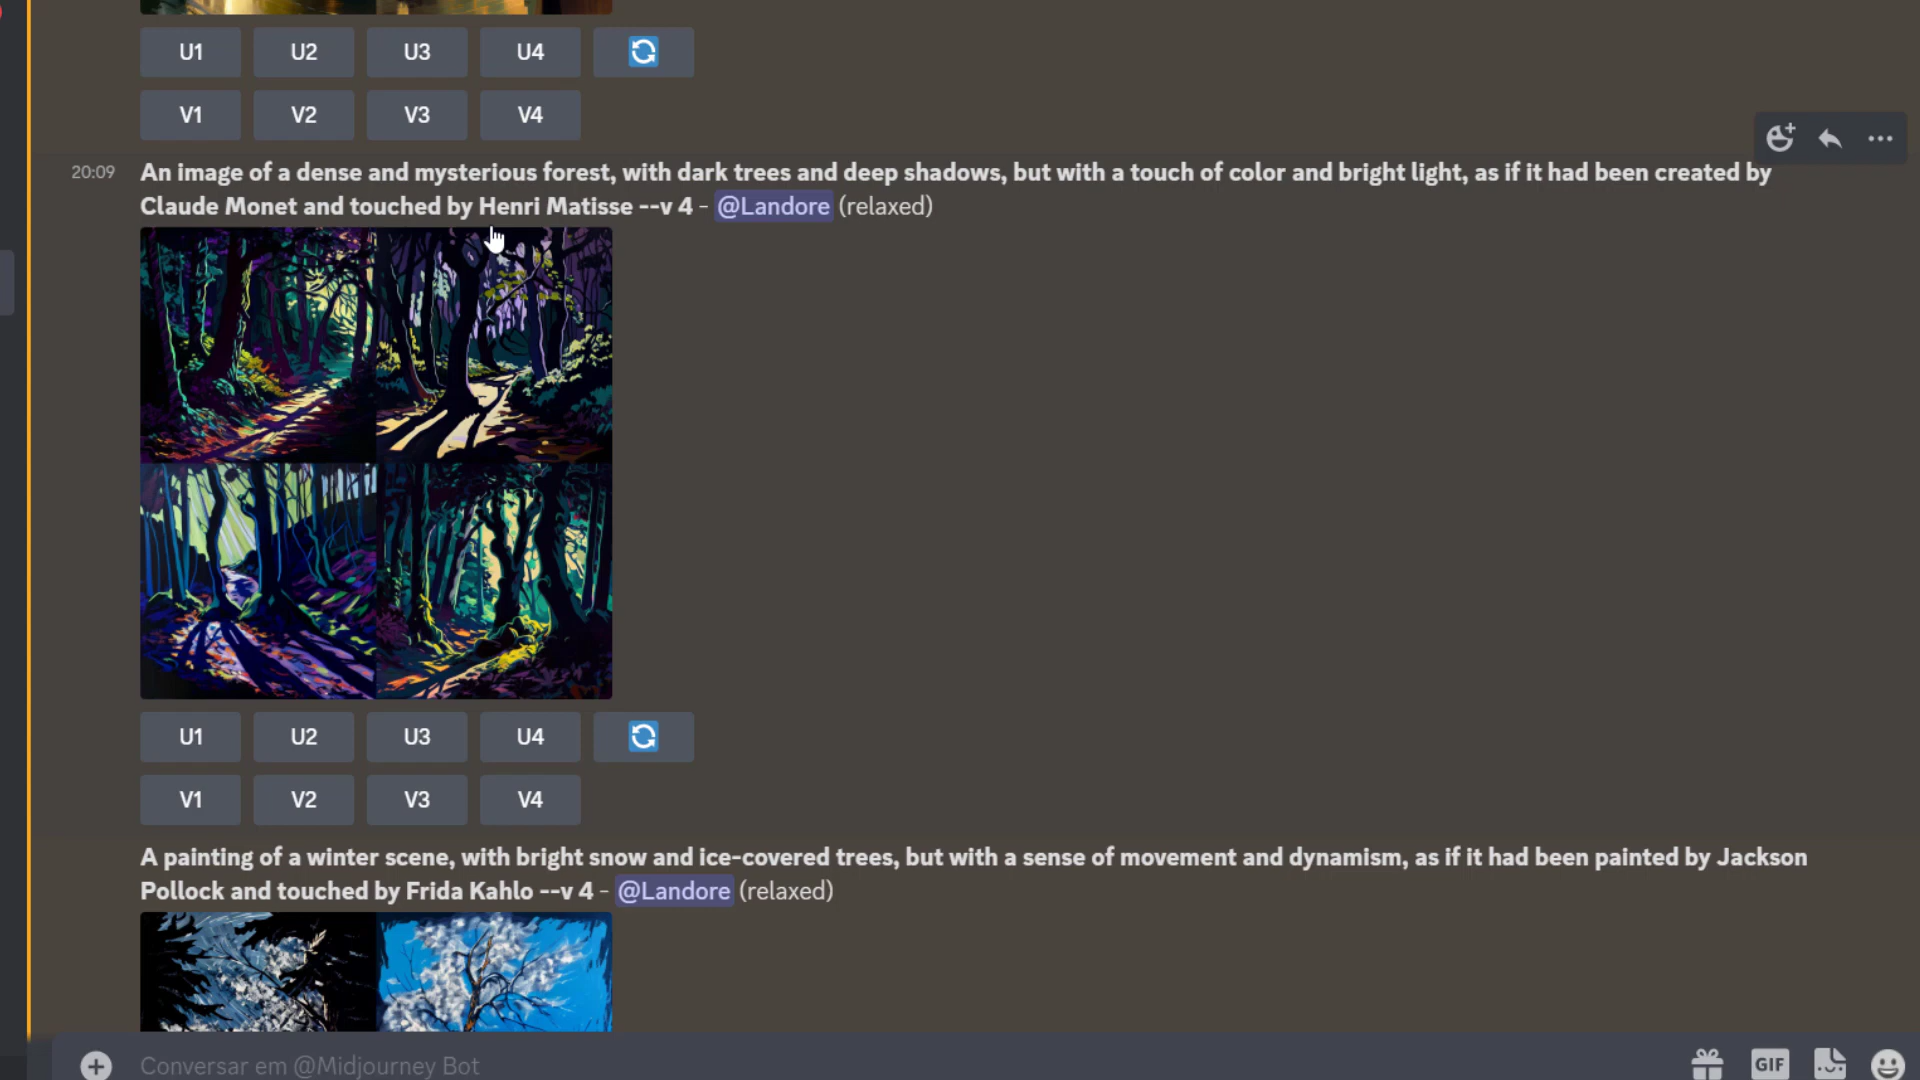 U1 U2 U3 U4
V1 V2 V3 V4
20:09 An image of a dense and mysterious forest, with dark trees and deep shadows, but with a touch of color and bright light, as if it had been created by
Claude Monet and touched by Henri Matisse --v 4 - @Landore (relaxed)
U1 U2 U3 U4
V1 V2 V3 V4
A painting of a winter scene, with bright snow and ice-covered trees, but with a sense of movement and dynamism, as if it had been painted by Jackson
Pollock and touched by Frida Kahlo --v 4 - @Landore (relaxed)
Conversar em @Midjourney Bot
GIF